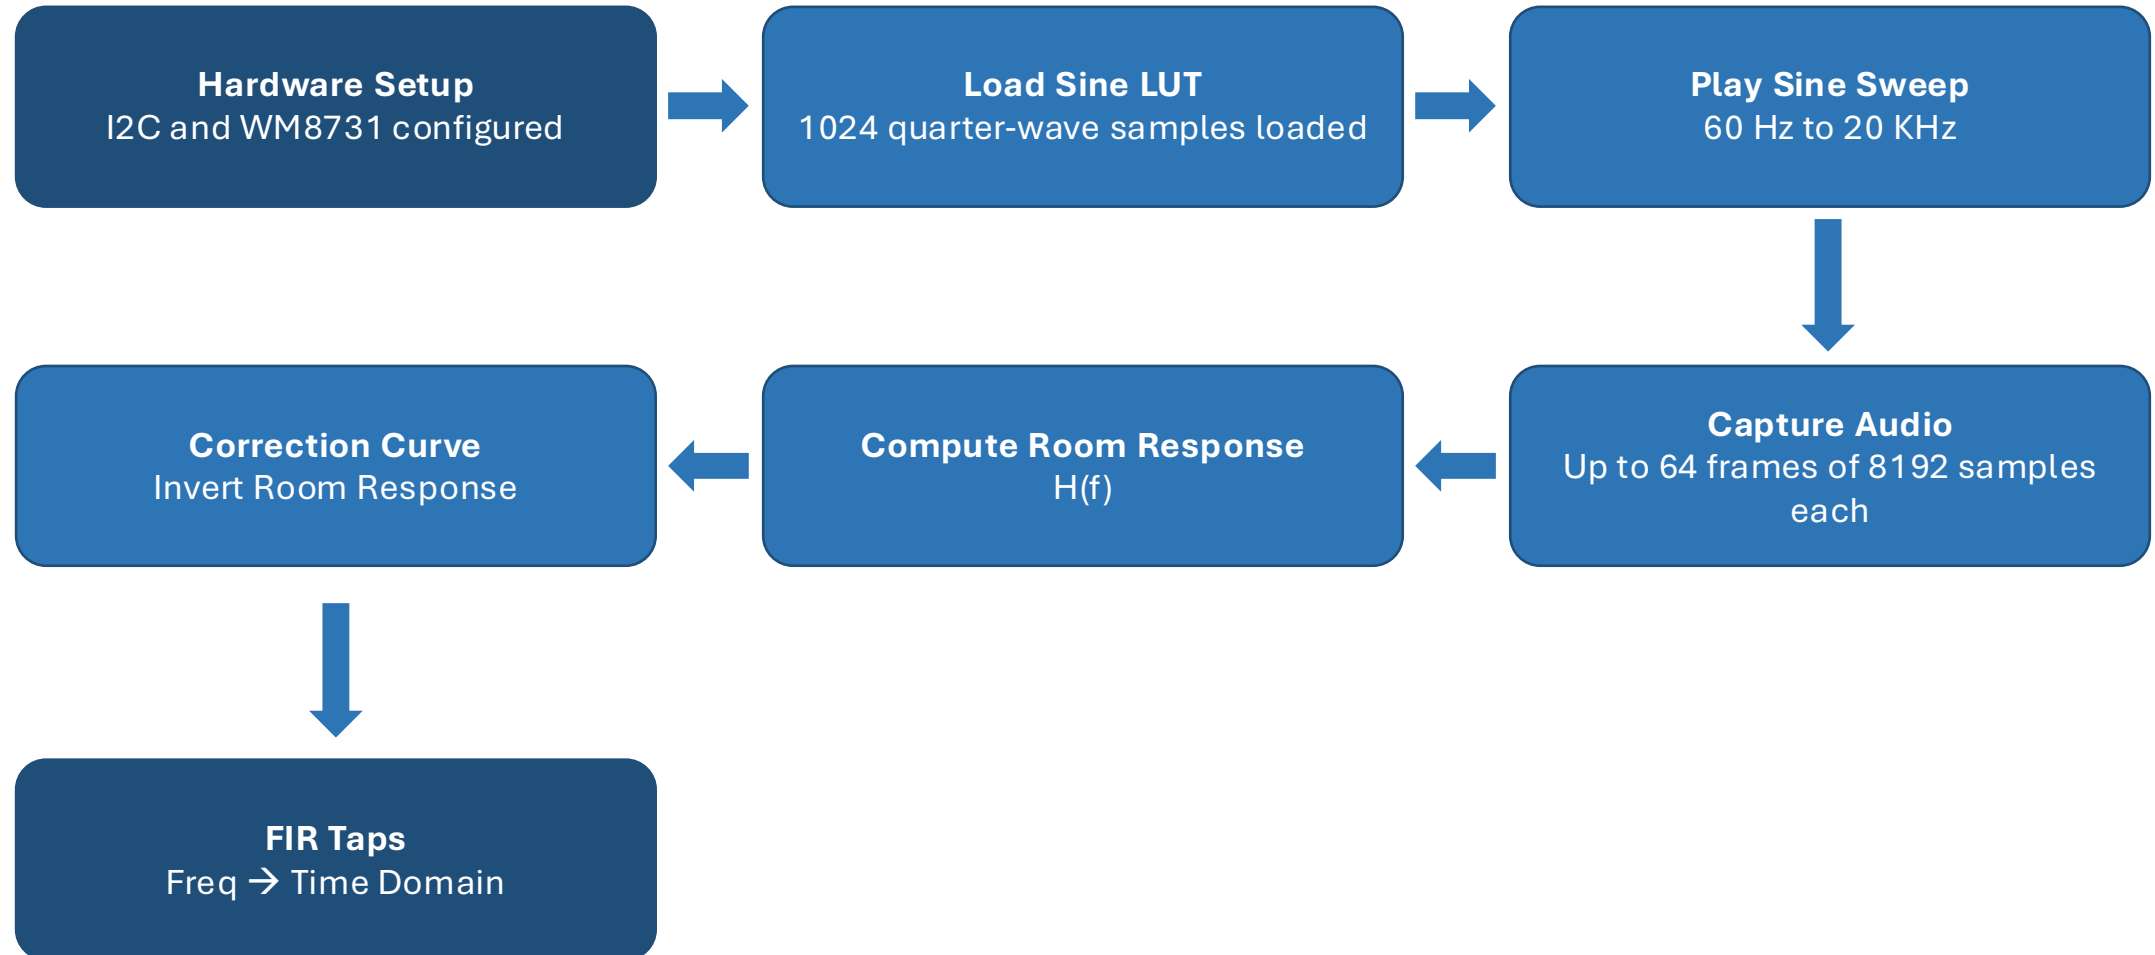 Hardware Setup
I2C and WM8731 configured
Load Sine LUT
1024 quarter-wave samples loaded
Play Sine Sweep
60 Hz to 20 KHz
Capture Audio
Up to 64 frames of 8192 samples
each
Compute Room Response
H(f)
Correction Curve
Invert Room Response
FIR Taps
Freq → Time Domain